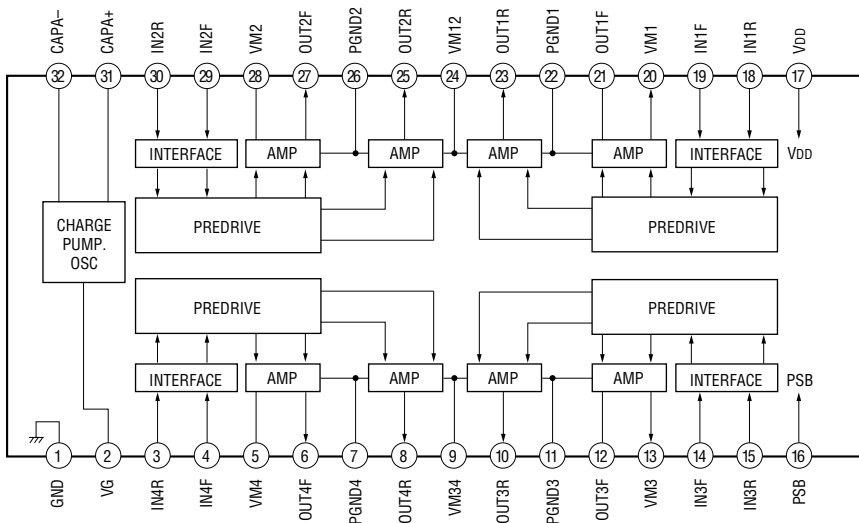 CAPA– CAPA+ IN2R IN2F VM2 OUT2F PGND2 OUT2R VM12 OUT1R PGND1 OUT1F VM1 IN1F IN1R VDD
32 31 30 29 28 27 26 25 24 23 22 21 20 19 18 17
INTERFACE AMP AMP AMP AMP INTERFACE VDD
PREDRIVE PREDRIVE
CHARGE
PUMP.
OSC
PREDRIVE PREDRIVE
INTERFACE AMP AMP AMP AMP INTERFACE PSB
1 2 3 4 5 6 7 8 9 10 11 12 13 14 15 16
GND VG IN4R IN4F VM4 OUT4F PGND4 OUT4R VM34 OUT3R PGND3 OUT3F VM3 IN3F IN3R PSB